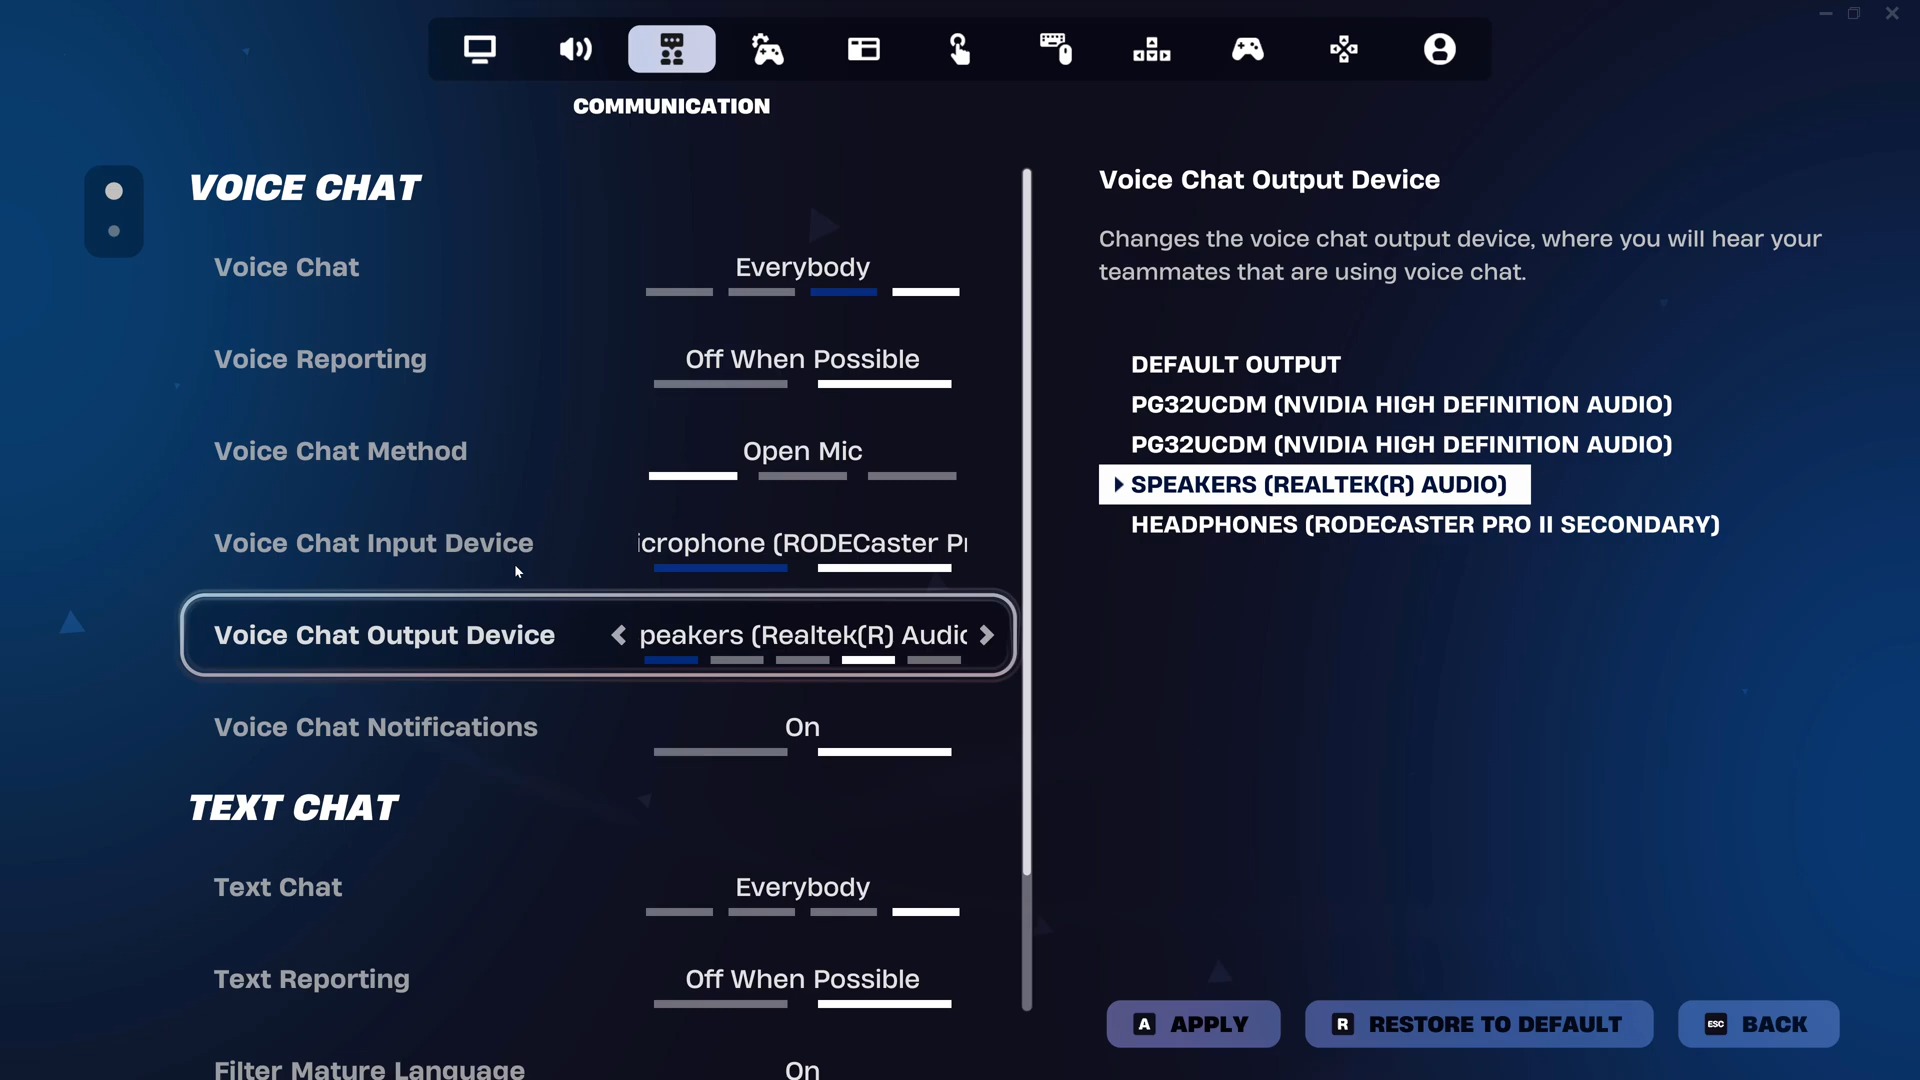 COMMUNICATION
VOICE CHAT
Voice Chat
Everybody
Voice Reporting
Off When Possible
Voice Chat Method
Open Mic
Voice Chat Input Device
icrophone (RODECaster Pr
Voice Chat Output Device
peakers (Realtek(R) Audio
Voice Chat Notifications
On
TEXT CHAT
Text Chat
Everybody
Text Reporting
Off When Possible
Filter Mature Language
On
Voice Chat Output Device
Changes the voice chat output device, where you will hear your
teammates that are using voice chat.
DEFAULT OUTPUT
PG32UCDM (NVIDIA HIGH DEFINITION AUDIO)
PG32UCDM (NVIDIA HIGH DEFINITION AUDIO)
SPEAKERS (REALTEK(R) AUDIO)
HEADPHONES (RODECASTER PRO II SECONDARY)
A APPLY
R RESTORE TO DEFAULT
ESC BACK